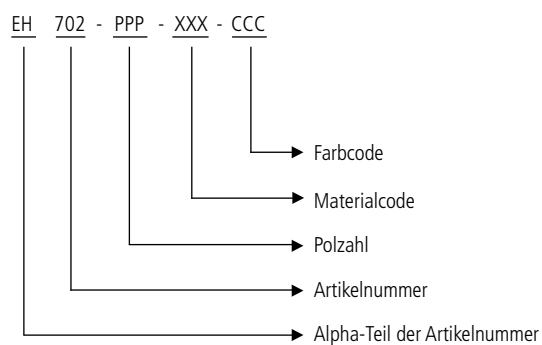 EH 702 - PPP - XXX - CCC
Farbcode
Materialcode
Polzahl
Artikelnummer
Alpha-Teil der Artikelnummer